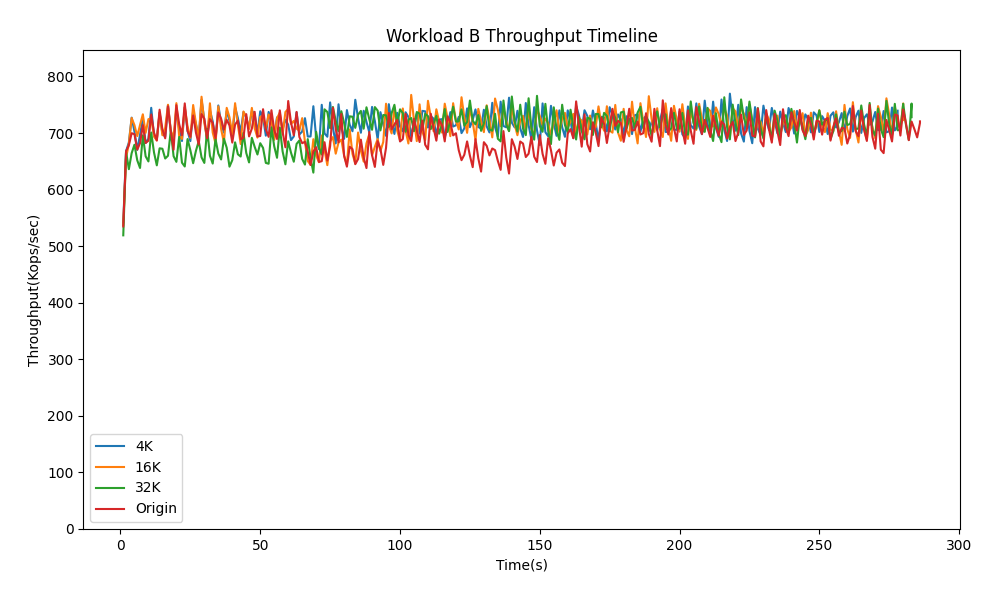 Workload B Throughput Timeline
Throughput(Kops/sec)
800
700
600
500
400
300
200
100
0
4K
16K
32K
Origin
0 50 100 150 200 250 300
Time(s)